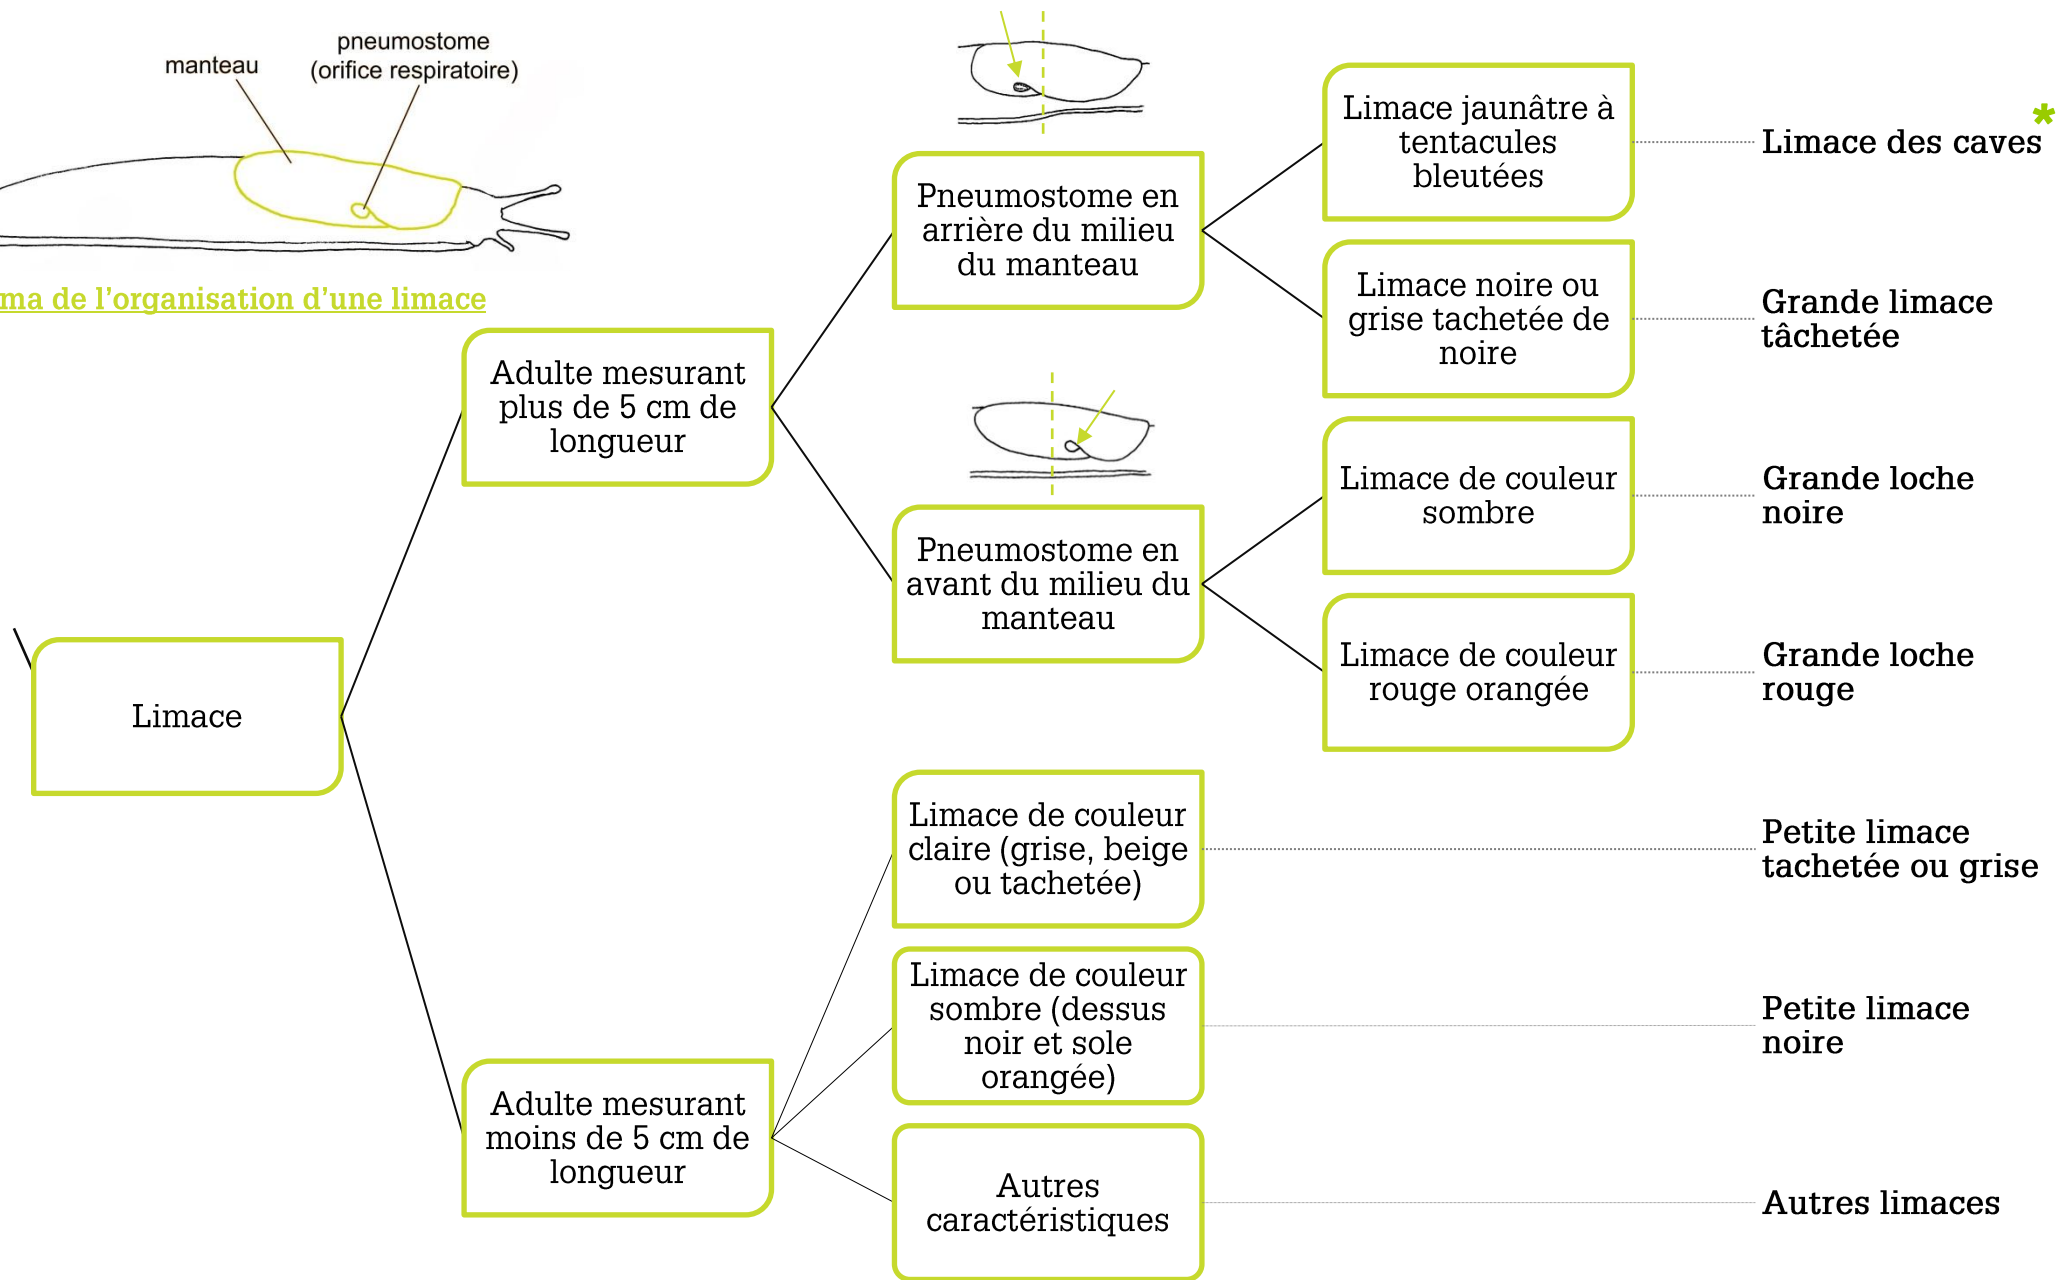 manteau
pneumostome
(orifice respiratoire)
ma de l’organisation d’une limace
Limace
Adulte mesurant
plus de 5 cm de
longueur
Pneumostome en
arrière du milieu
du manteau
Limace jaunâtre à
tentacules
bleutées
Limace des caves*
Limace noire ou
grise tachetée de
noire
Grande limace
tâchetée
Pneumostome en
avant du milieu du
manteau
Limace de couleur
sombre
Grande loche
noire
Limace de couleur
rouge orangée
Grande loche
rouge
Adulte mesurant
moins de 5 cm de
longueur
Limace de couleur
claire (grise, beige
ou tachetée)
Petite limace
tachetée ou grise
Limace de couleur
sombre (dessus
noir et sole
orangée)
Petite limace
noire
Autres
caractéristiques
Autres limaces